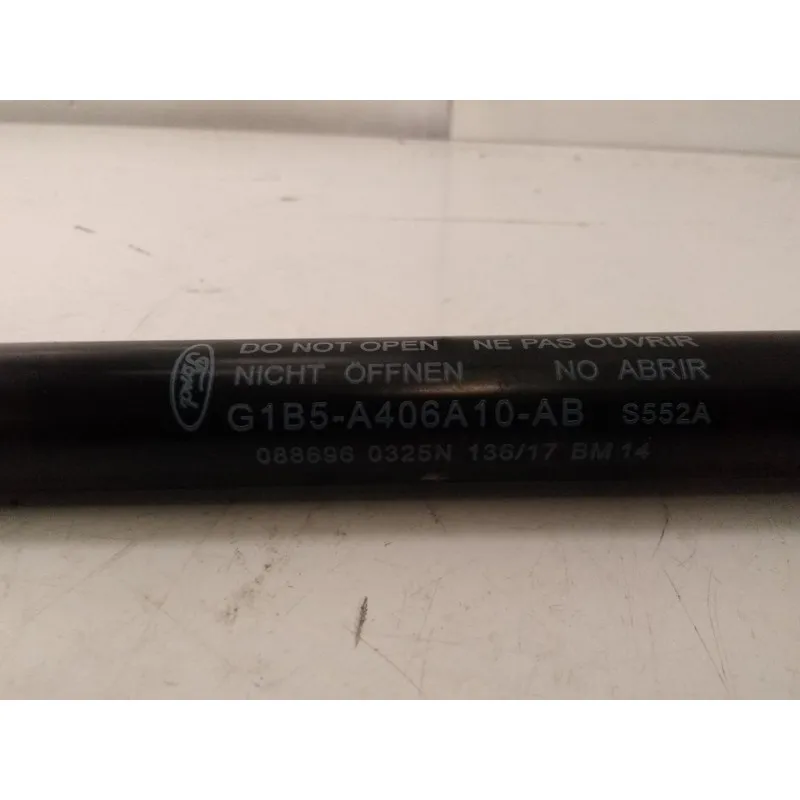 Ford
DO NOT OPEN NE PAS OUVRIR
NICHT ÖFFNEN NO ABRIR
G1B5-A406A10-AB S552A
088696 0325N 136/17 BM 14